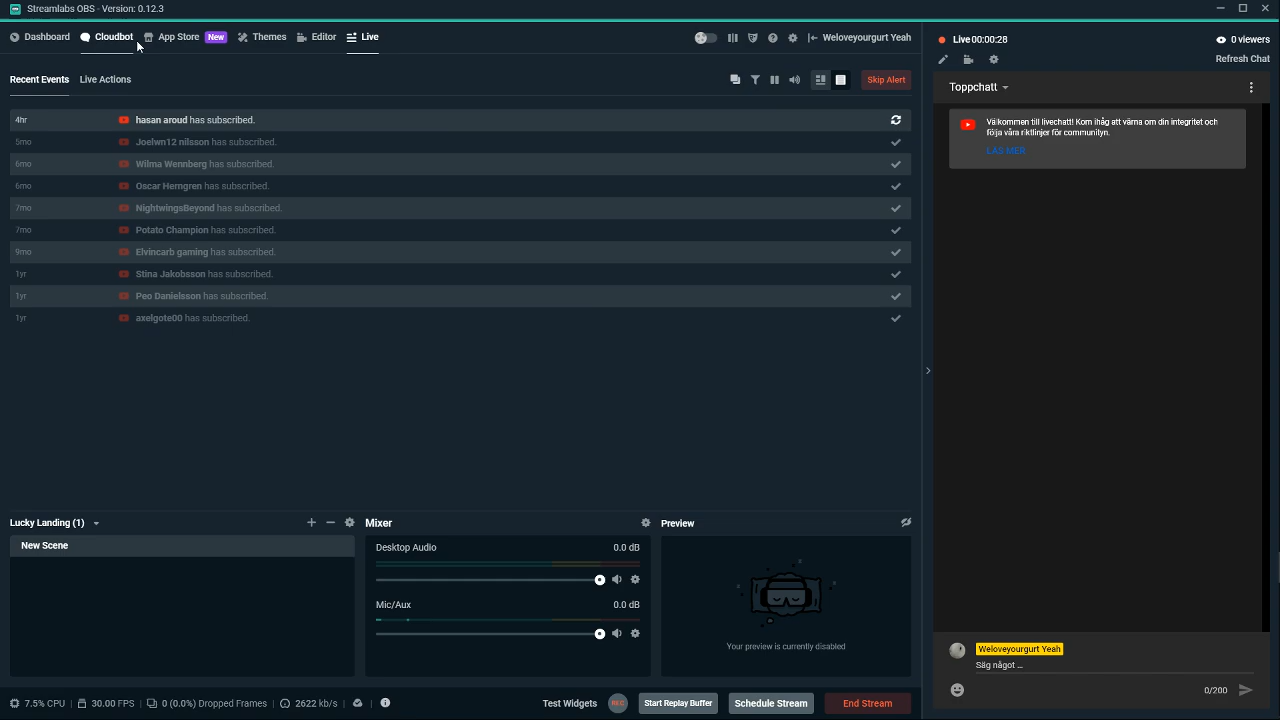 Streamlabs OBS - Version: 0.12.3
Dashboard Cloudbot App Store New Themes Editor Live Weloveyourgurt Yeah
Recent Events Live Actions Skip Alert
4hr hasan aroud has subscribed.
5mo Joelwn12 nilsson has subscribed.
6mo Wilma Wennberg has subscribed.
6mo Oscar Herngren has subscribed.
7mo NightwingsBeyond has subscribed.
7mo Potato Champion has subscribed.
9mo Elvincarb gaming has subscribed.
1yr Stina Jakobsson has subscribed.
1yr Peo Danielsson has subscribed.
1yr axelgote00 has subscribed.
Lucky Landing (1)
New Scene
Mixer
Desktop Audio 0.0 dB
Mic/Aux 0.0 dB
Preview
Your preview is currently disabled
7.5% CPU 30.00 FPS 0 (0.0%) Dropped Frames 2622 kb/s Test Widgets REC Start Replay Buffer Schedule Stream End Stream
Live 00:00:28 0 viewers
Refresh Chat
Toppchatt
Välkommen till livechatt! Kom ihåg att värna om din integritet och
följa våra riktlinjer för communityn.
LÄS MER
Weloveyourgurt Yeah
Säg något ...
0/200